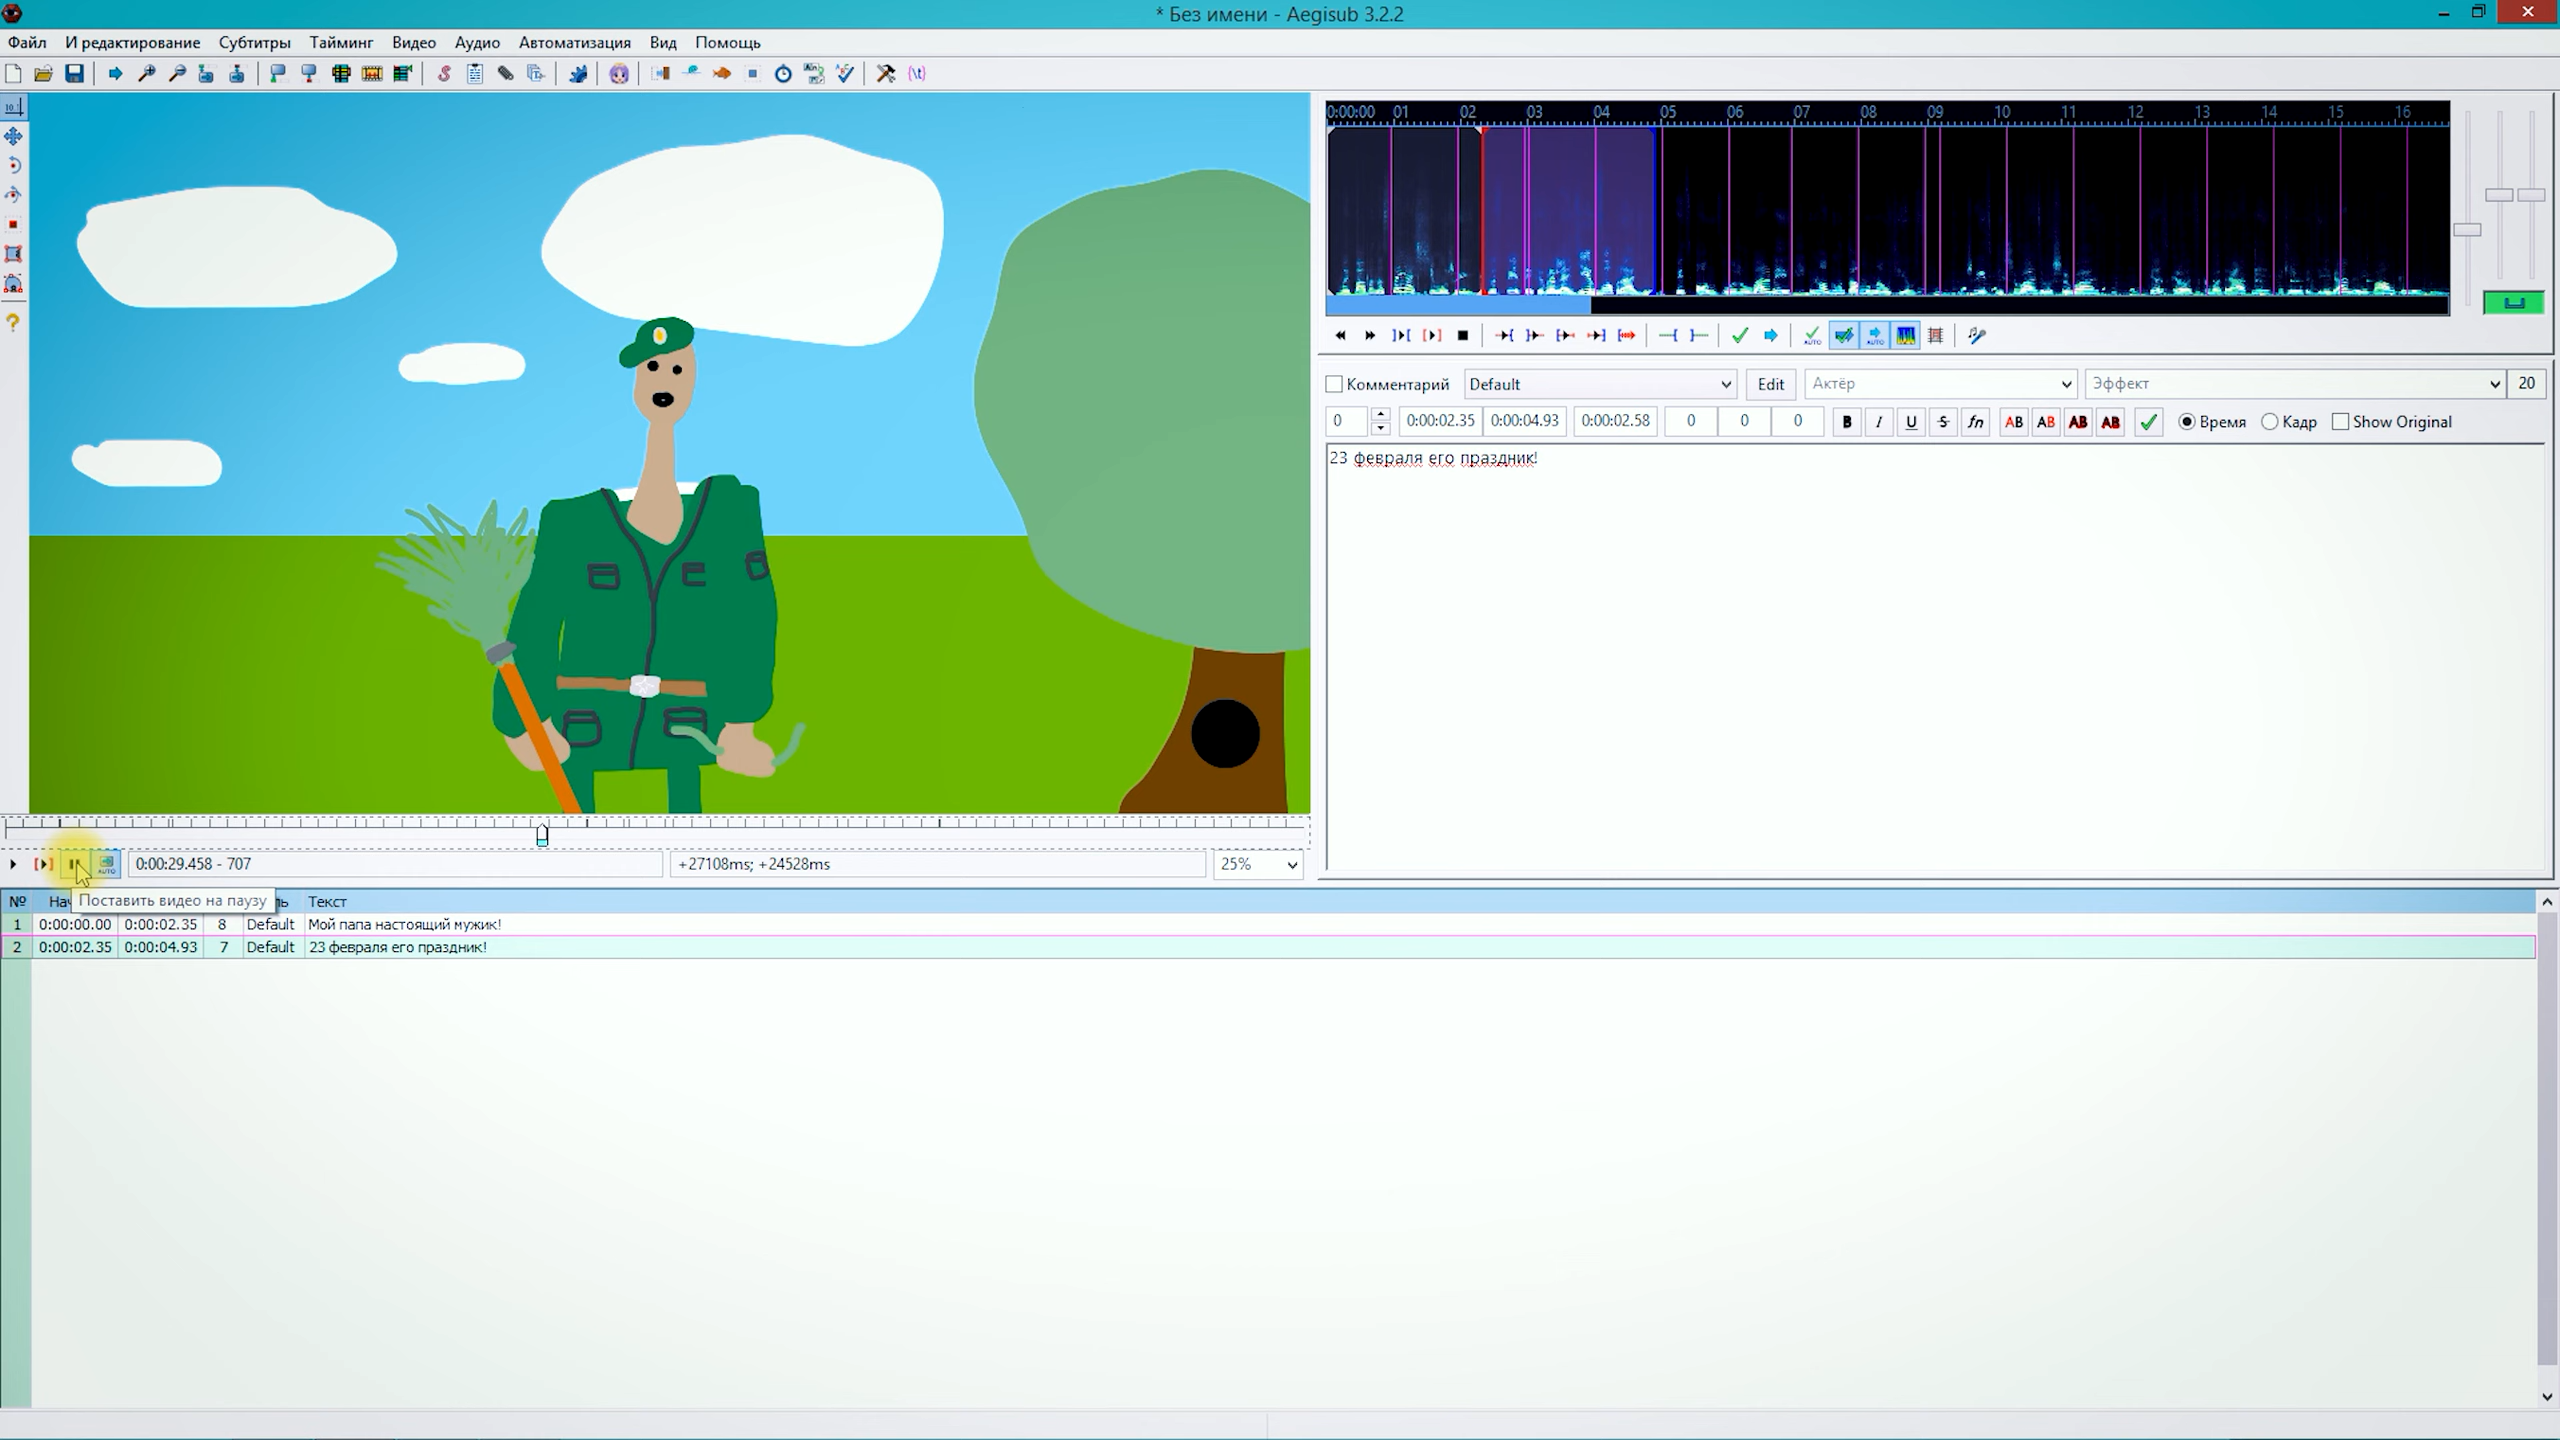 * Без имени - Aegisub 3.2.2
Файл И редактирование Субтитры Тайминг Видео Аудио Автоматизация Вид Помощь
0:00:00 01 02 03 04 05 06 07 08 09 10 11 12 13 14 15 16
Комментарий Default Edit Актёр Эффект 20
0 0:00:02.35 0:00:04.93 0:00:02.58 0 0 0 B I U S fn AB AB AB AB Время Кадр Show Original
23 февраля его праздник!
AUTO 0:00:29.458 - 707 +27108ms; +24528ms 25%
Поставить видео на паузу
№ Нач ль Текст
1 0:00:00.00 0:00:02.35 8 Default Мой папа настоящий мужик!
2 0:00:02.35 0:00:04.93 7 Default 23 февраля его праздник!